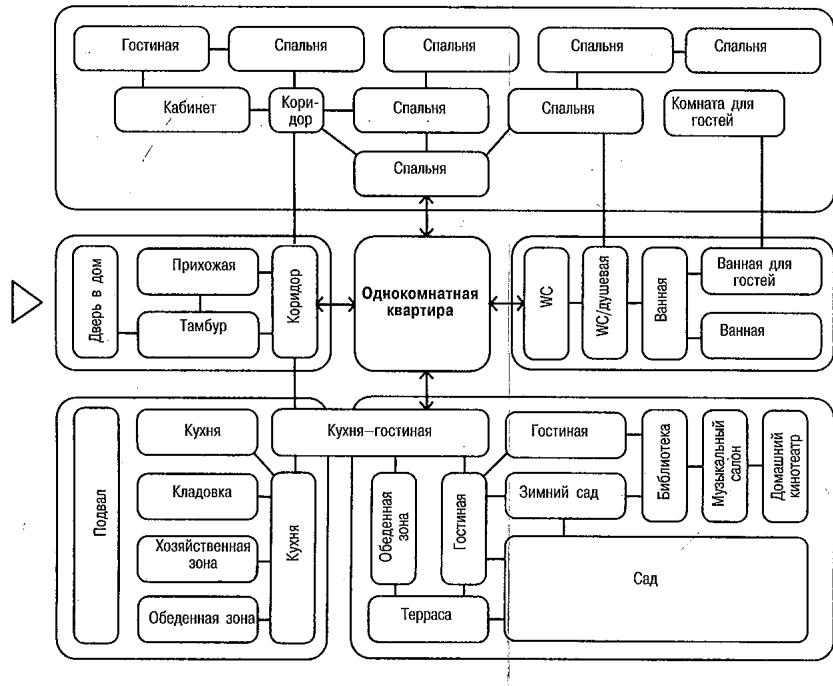 Гостиная
Спальня
Спальня
Спальня
Спальня
Кабинет
Кори-
дор
Спальня
Спальня
Комната для
гостей
Спальня
Дверь в дом
Прихожая
Тамбур
Коридор
Однокомнатная
квартира
WC
WC/душевая
Ванная
Ванная для
гостей
Ванная
Подвал
Кухня
Кладовка
Хозяйственная
зона
Обеденная зона
Кухня
Кухня–гостиная
Обеденная
зона
Гостиная
Терраса
Гостиная
Зимний сад
Библиотека
Музыкальный
салон
Домашний
кинотеатр
Сад